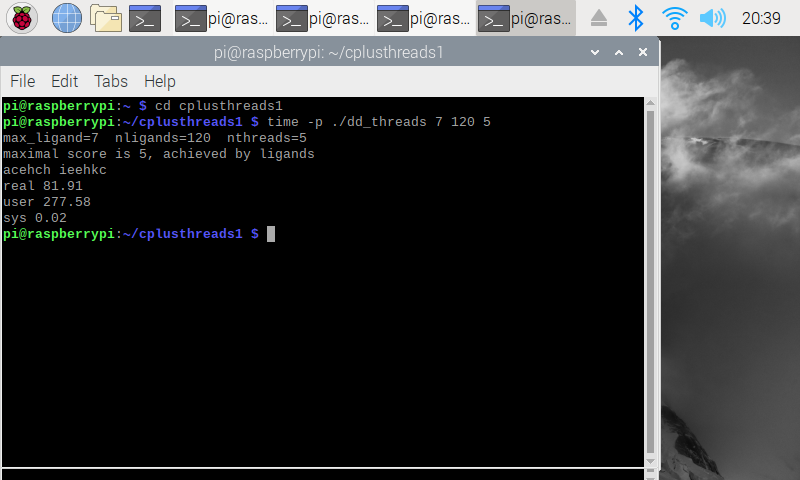 pi@ras... pi@ras... pi@ras... pi@ras... 20:39
pi@raspberrypi: ~/cplusthreads1
File Edit Tabs Help
pi@raspberrypi:~ $ cd cplusthreads1
pi@raspberrypi:~/cplusthreads1 $ time -p ./dd_threads 7 120 5
max_ligand=7  nligands=120  nthreads=5
maximal score is 5, achieved by ligands
acehch ieehkc
real 81.91
user 277.58
sys 0.02
pi@raspberrypi:~/cplusthreads1 $